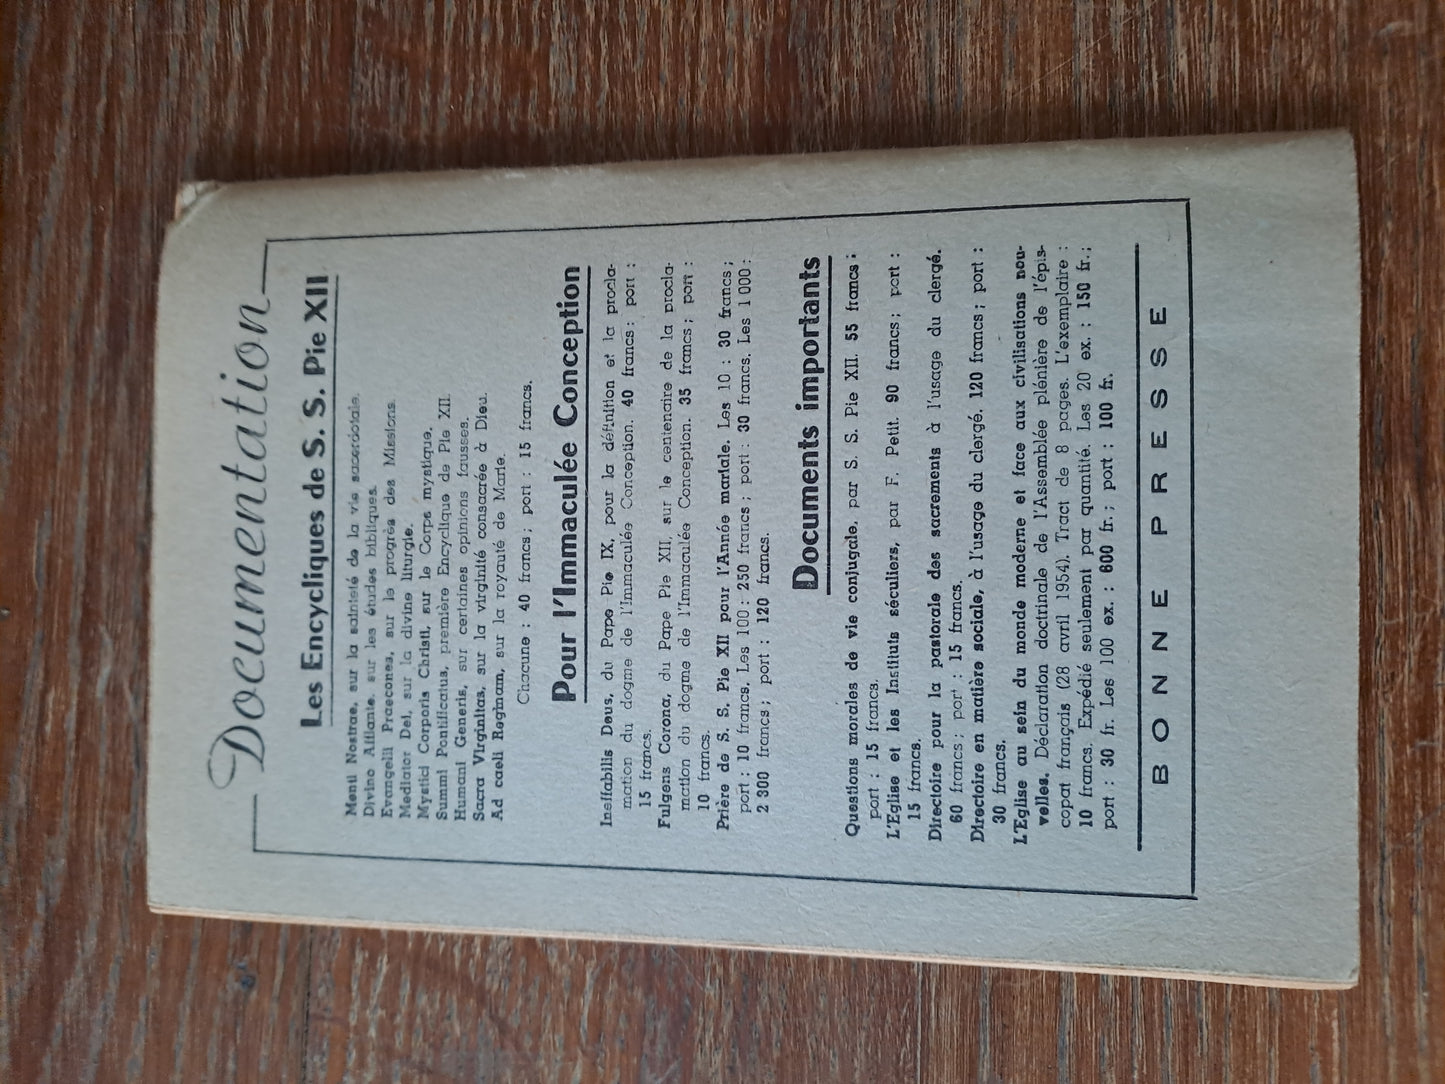 Documentation
Les Encycliques de S. S. Pie XII
Menti Nostrae, sur la sainteté de la vie sacerdotale.
Divino Afflante, sur les études bibliques.
Evangelii Praecones, sur le progrès des Missions.
Mediator Dei, sur la divine liturgie.
Mystici Corporis Christi, sur le Corps mystique.
Summi Pontificatus, première Encyclique de Pie XII.
Humani Generis, sur certaines opinions fausses.
Sacra Virginitas, sur la virginité consacrée à Dieu.
Ad caeli Reginam, sur la royauté de Marie.
Chacune : 40 francs ; port : 15 francs.
Pour l'Immaculée Conception
Ineffabilis Deus, du Pape Pie IX, pour la définition et la procla-
mation du dogme de l'Immaculée Conception. 40 francs ; port :
15 francs.
Fulgens Corona, du Pape Pie XII, sur le centenaire de la procla-
mation du dogme de l'Immaculée Conception. 35 francs ; port :
10 francs.
Prière de S. S. Pie XII pour l'Année mariale. Les 10 : 30 francs ;
port : 10 francs. Les 100 : 250 francs ; port : 30 francs. Les 1 000 :
2 300 francs ; port : 120 francs.
Documents importants
Questions morales de vie conjugale, par S. S. Pie XII. 55 francs ;
port : 15 francs.
L'Eglise et les Instituts séculiers, par F. Petit. 90 francs ; port :
15 francs.
Directoire pour la pastorale des sacrements à l'usage du clergé.
60 francs ; port : 15 francs.
Directoire en matière sociale, à l'usage du clergé. 120 francs ; port :
30 francs.
L'Eglise au sein du monde moderne et face aux civilisations nou-
velles. Déclaration doctrinale de l'Assemblée plénière de l'épis-
copat français (28 avril 1954). Tract de 8 pages. L'exemplaire :
10 francs. Expédié seulement par quantité. Les 20 ex. : 150 fr. ;
port : 30 fr. Les 100 ex. : 600 fr. ; port : 100 fr.
BONNE PRESSE